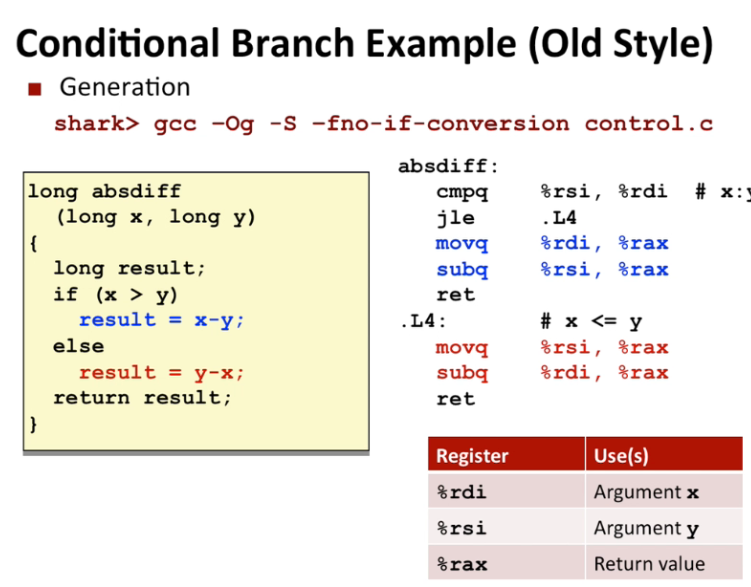 Conditional Branch Example (Old Style)
■ Generation
shark> gcc –Og -S –fno-if-conversion control.c
long absdiff
(long x, long y)
{
long result;
if (x > y)
result = x-y;
else
result = y-x;
return result;
}
absdiff:
cmpq %rsi, %rdi # x:y
jle .L4
movq %rdi, %rax
subq %rsi, %rax
ret
.L4: # x <= y
movq %rsi, %rax
subq %rdi, %rax
ret
Register Use(s)
%rdi Argument x
%rsi Argument y
%rax Return value